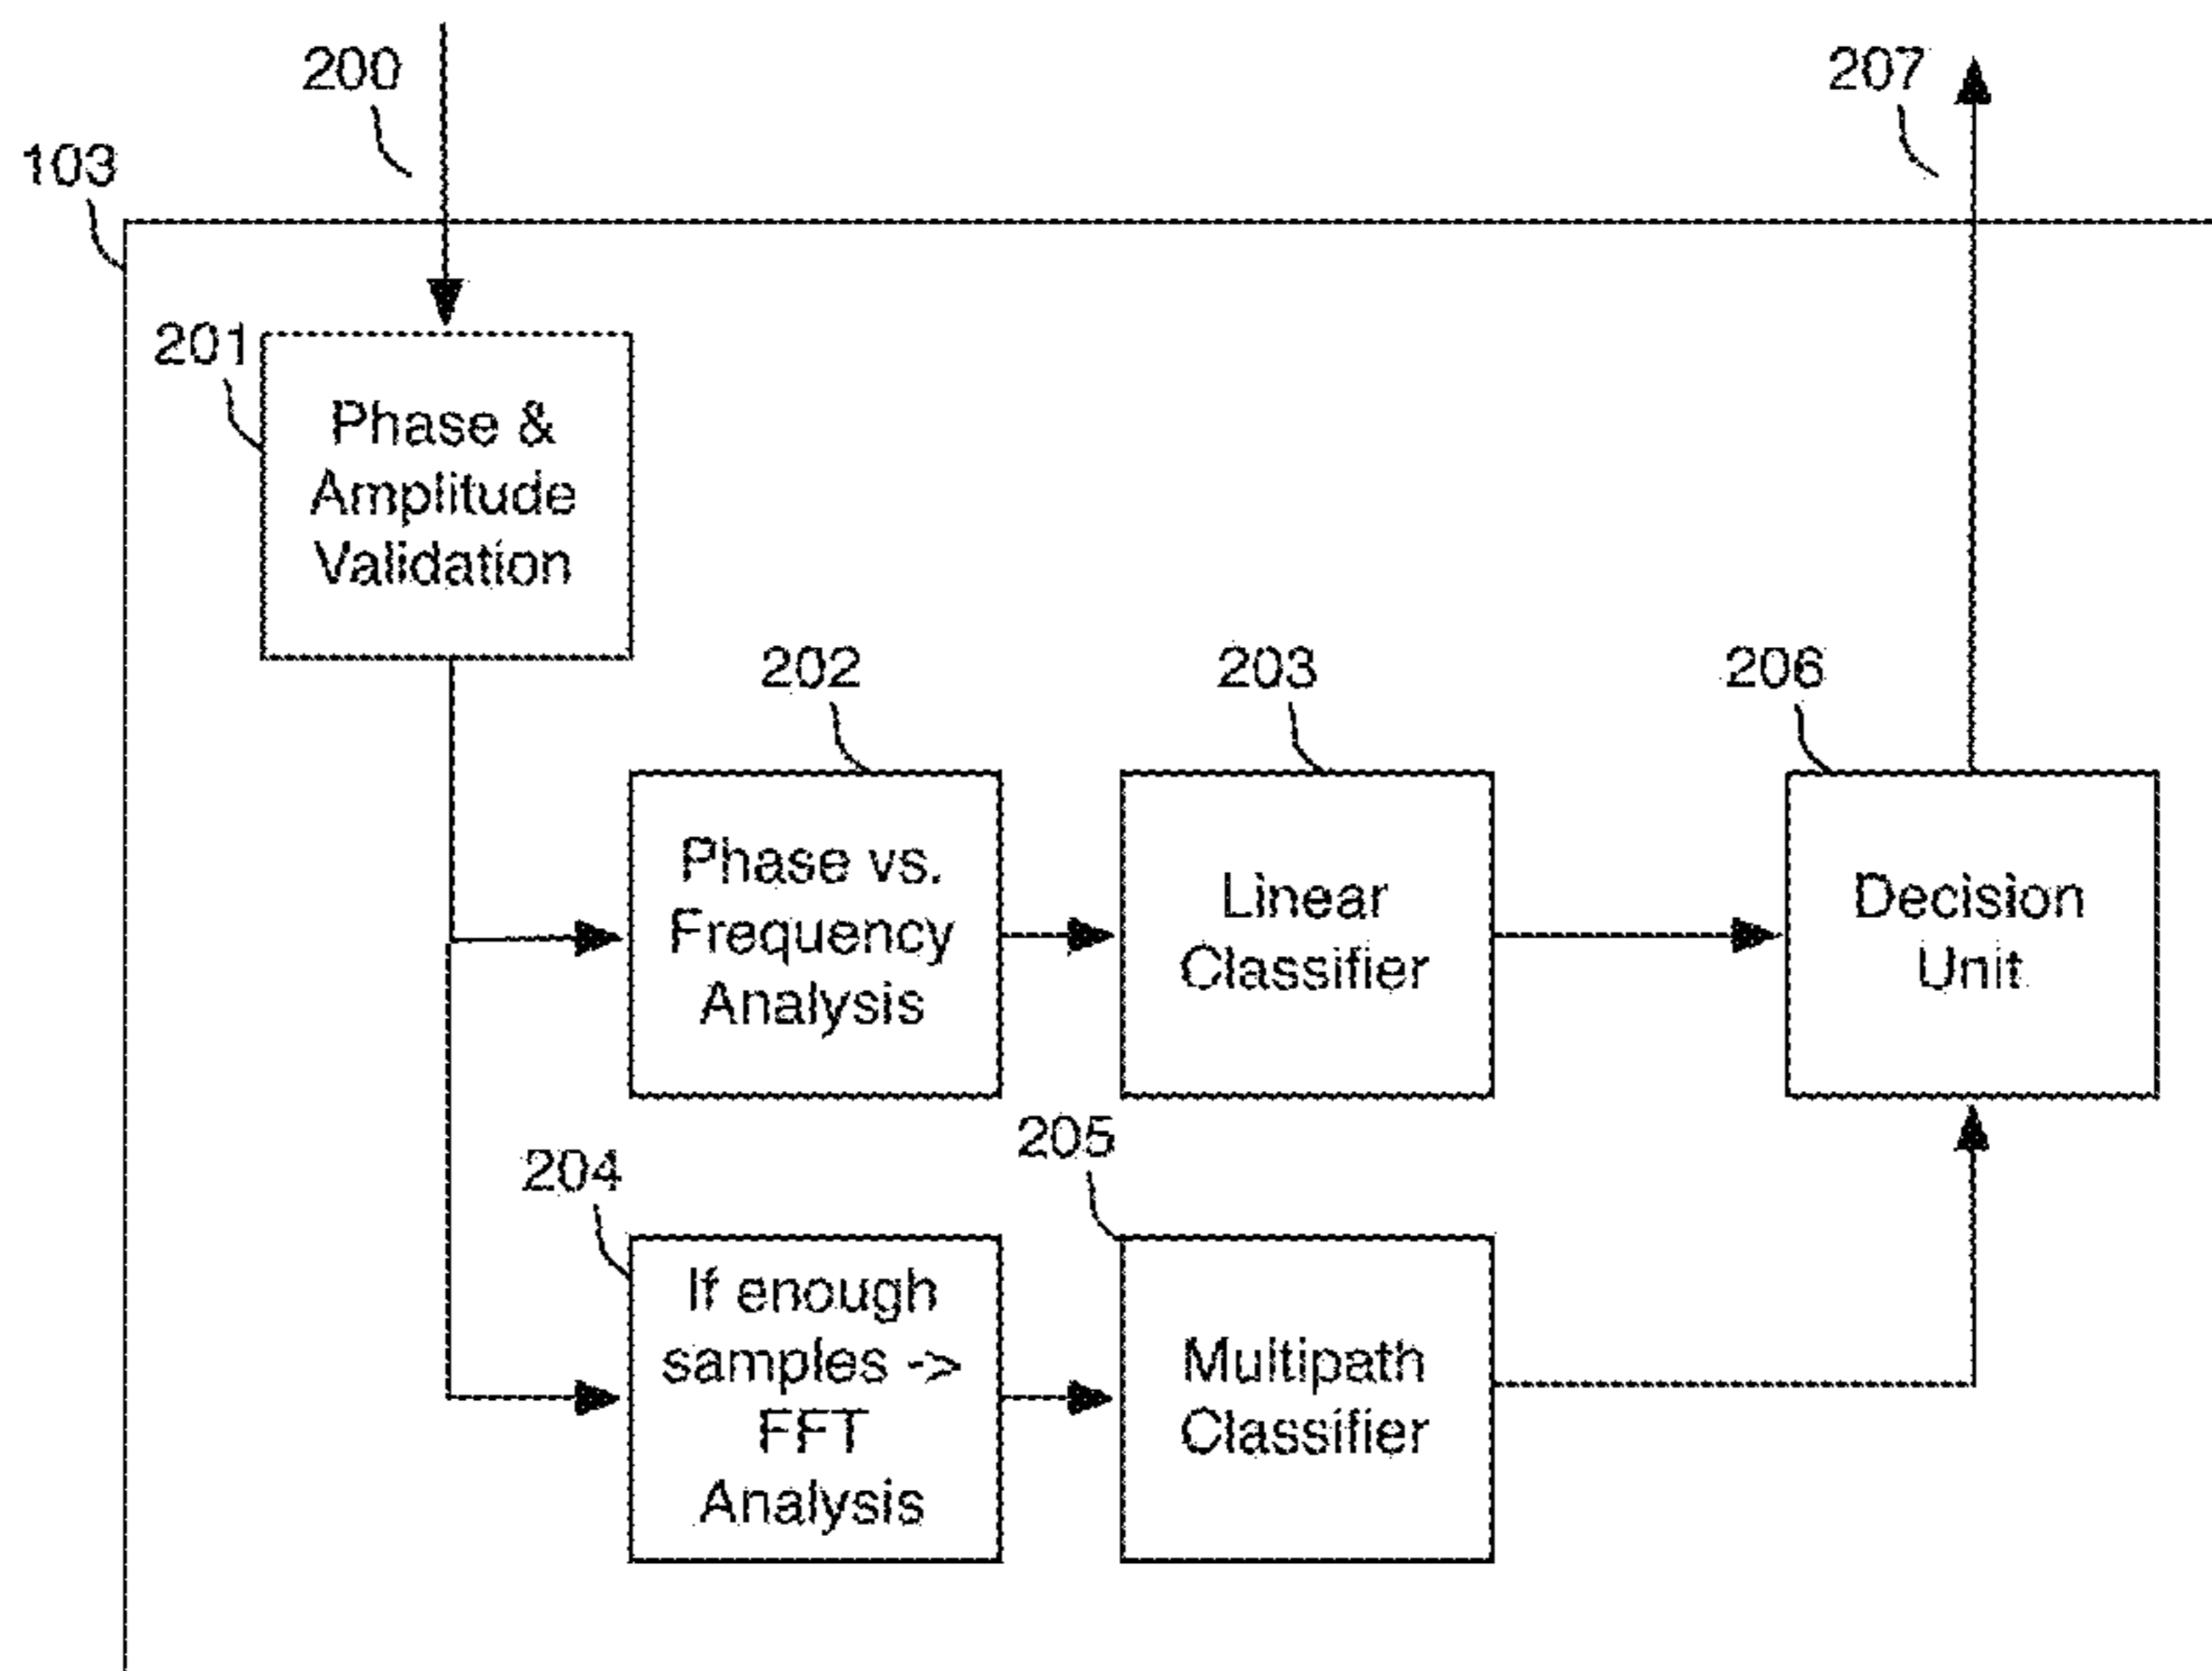 200
207
103
201
Phase &
Amplitude
Validation
202
203
206
Phase vs.
Frequency
Analysis
Linear
Classifier
Decision
Unit
204
205
If enough
samples ->
FFT
Analysis
Multipath
Classifier